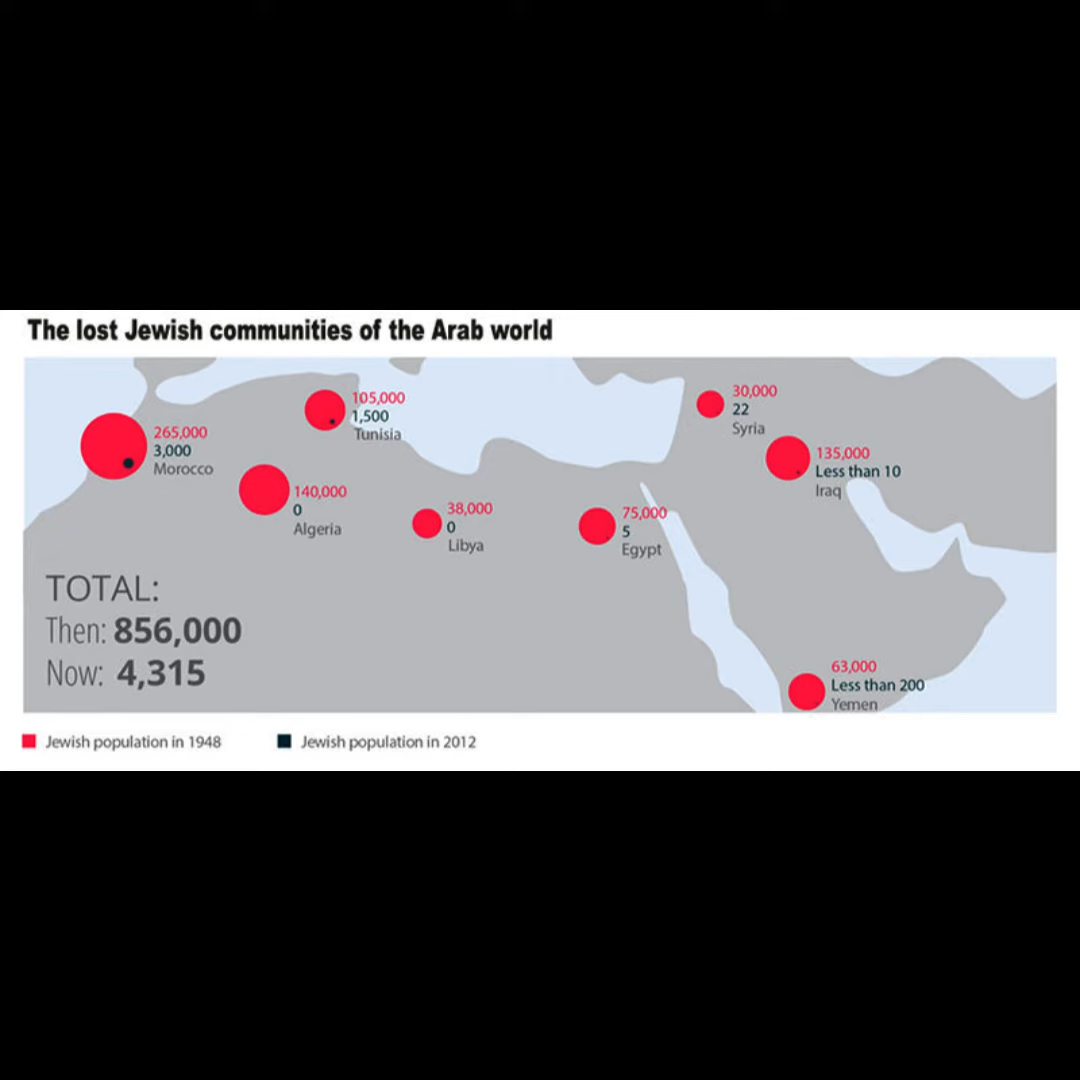 The lost Jewish communities of the Arab world
265,000
3,000
Morocco
105,000
1,500
Tunisia
140,000
0
Algeria
38,000
0
Libya
75,000
5
Egypt
30,000
22
Syria
135,000
Less than 10
Iraq
63,000
Less than 200
Yemen
TOTAL:
Then: 856,000
Now: 4,315
Jewish population in 1948
Jewish population in 2012